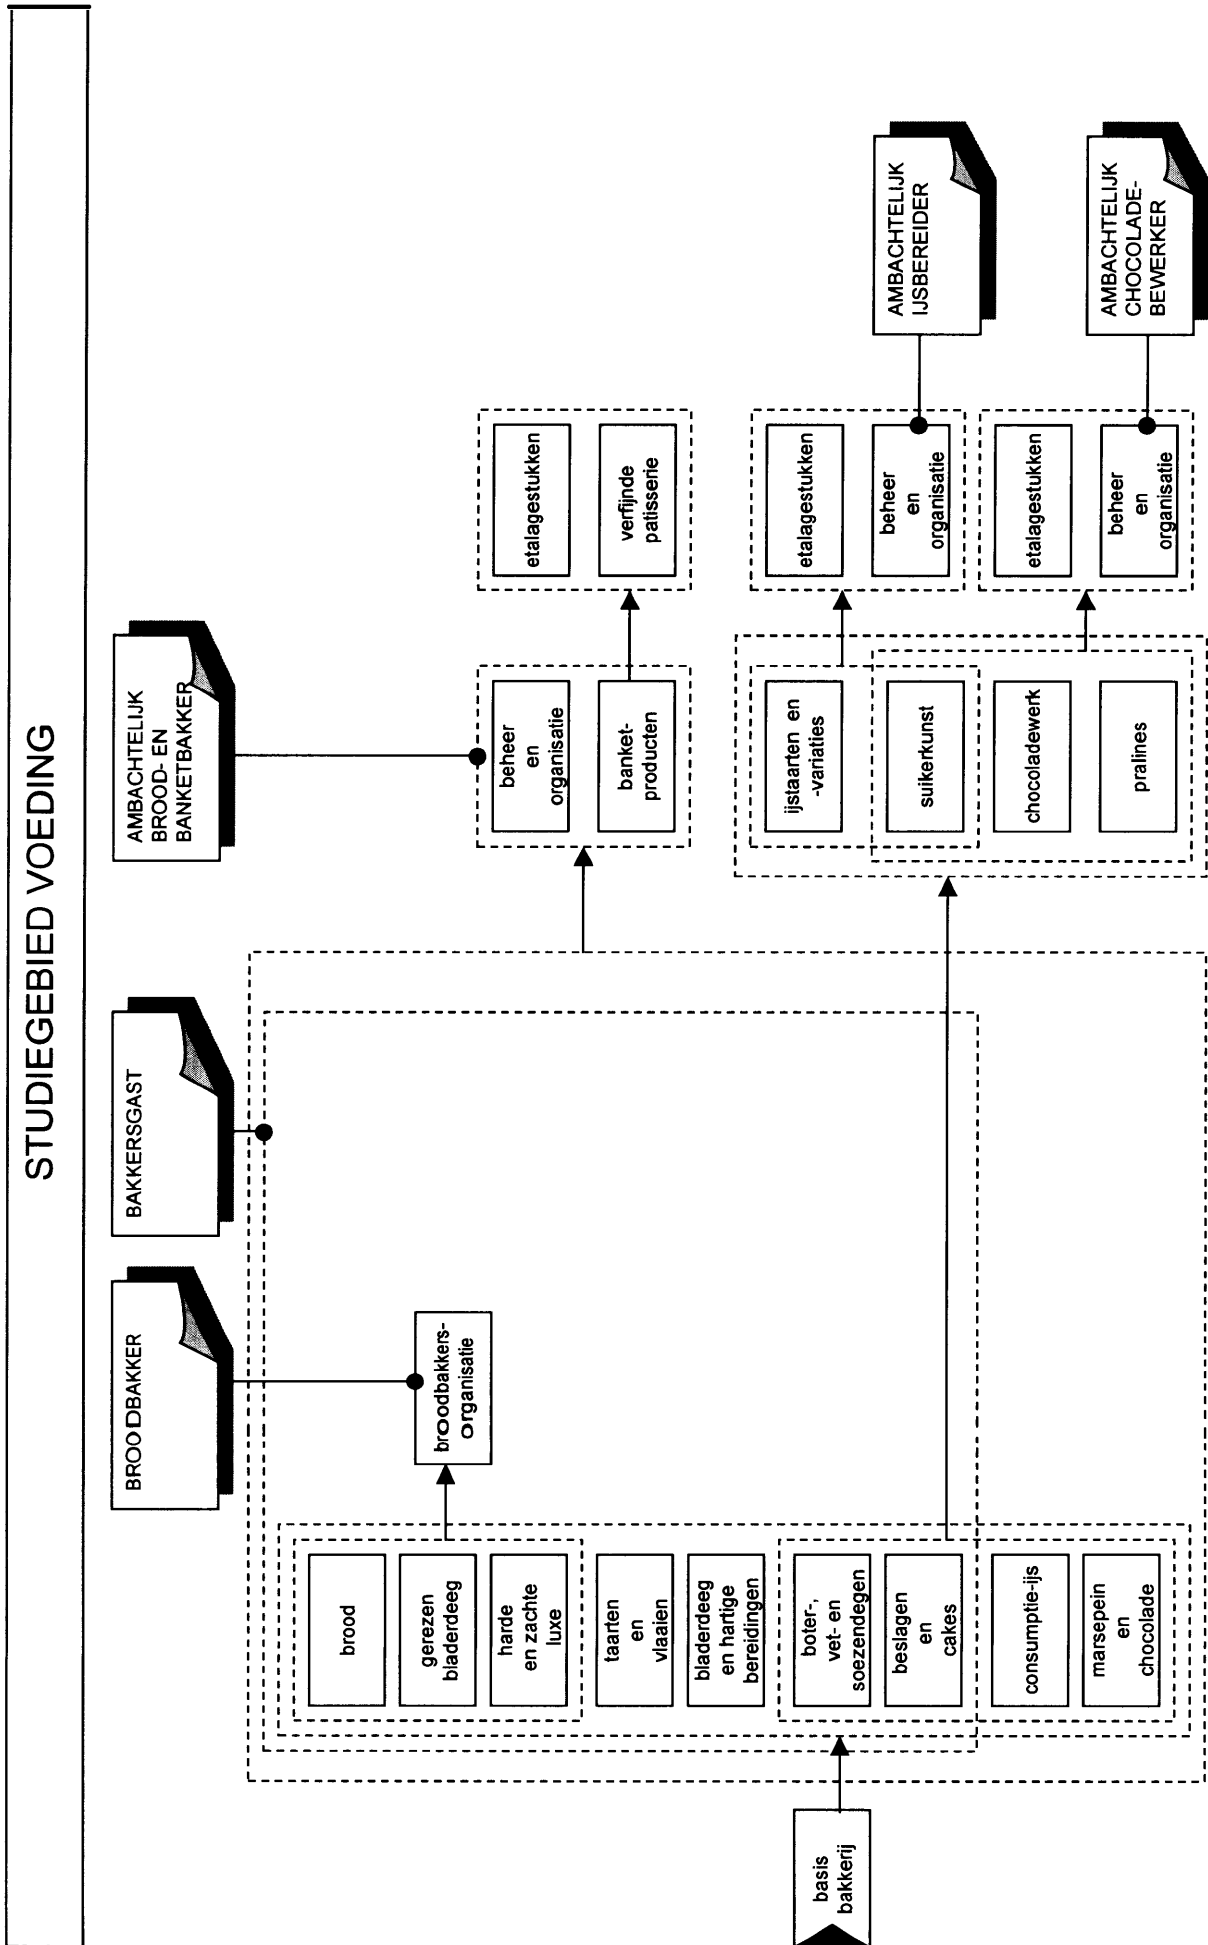 STUDIEGEBIED VOEDING
BROODBAKKER
BAKKERSGAST
AMBACHTELIJK
BROOD- EN
BANKETBAKKER
AMBACHTELIJK
IJSBEREIDER
AMBACHTELIJK
CHOCOLADE-
BEWERKER
basis
bakkerij
brood
gerezen
bladerdeeg
harde
en zachte
luxe
taarten
en
vlaaien
bladerdeeg
en hartige
bereidingen
boter-,
vet- en
soezendegen
beslagen
en
cakes
consumptie-ijs
marsepein
en
chocolade
broodbakkers-
organisatie
beheer
en
organisatie
banket-
producten
etalagestukken
verfijnde
patisserie
ijstaarten en
-variaties
suikerkunst
chocoladewerk
pralines
etalagestukken
beheer
en
organisatie
etalagestukken
beheer
en
organisatie